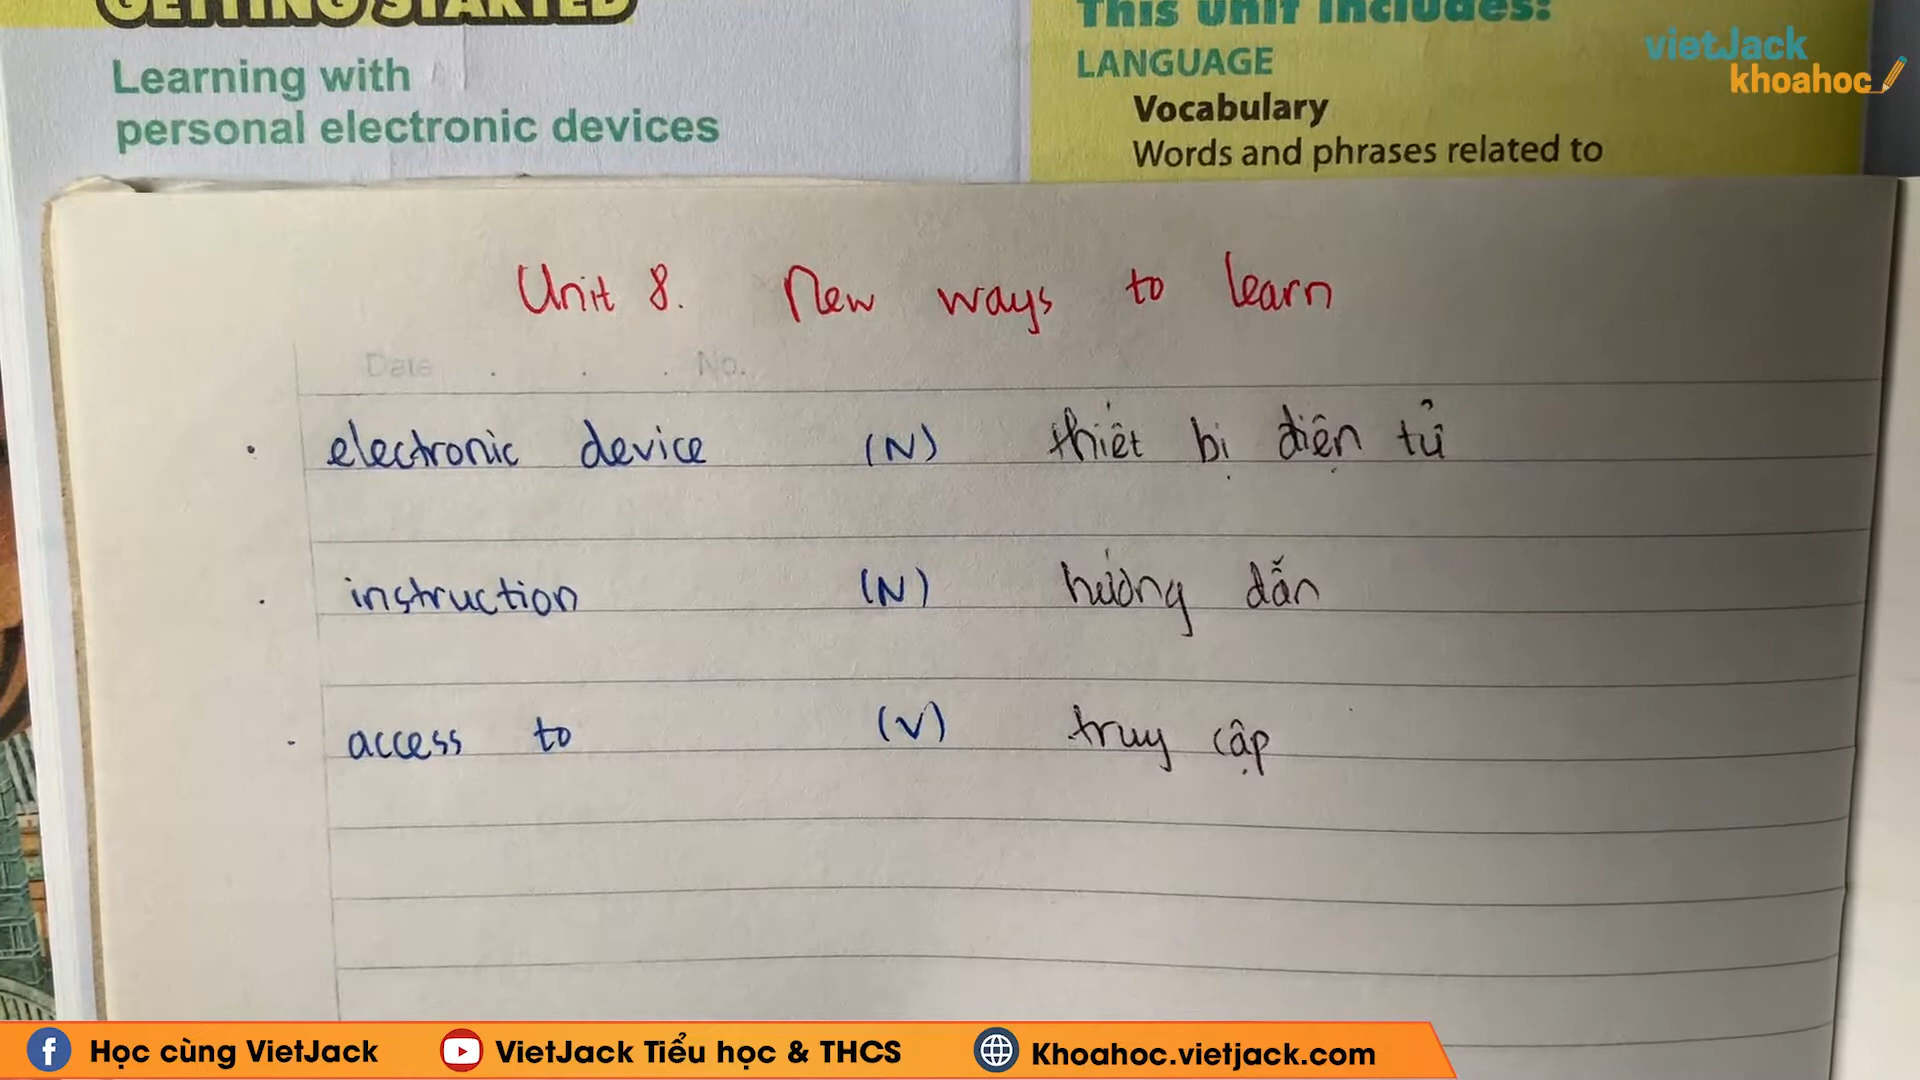 GETTING STARTED
Learning with
personal electronic devices
This unit includes:
LANGUAGE
Vocabulary
Words and phrases related to
vietJack
khoahoc
Unit 8. New ways to learn
Date . . . No.
. electronic device (N) thiết bị điện tử
. instruction (N) hướng dẫn
. access to (V) truy cập
Học cùng VietJack VietJack Tiểu học & THCS Khoahoc.vietjack.com